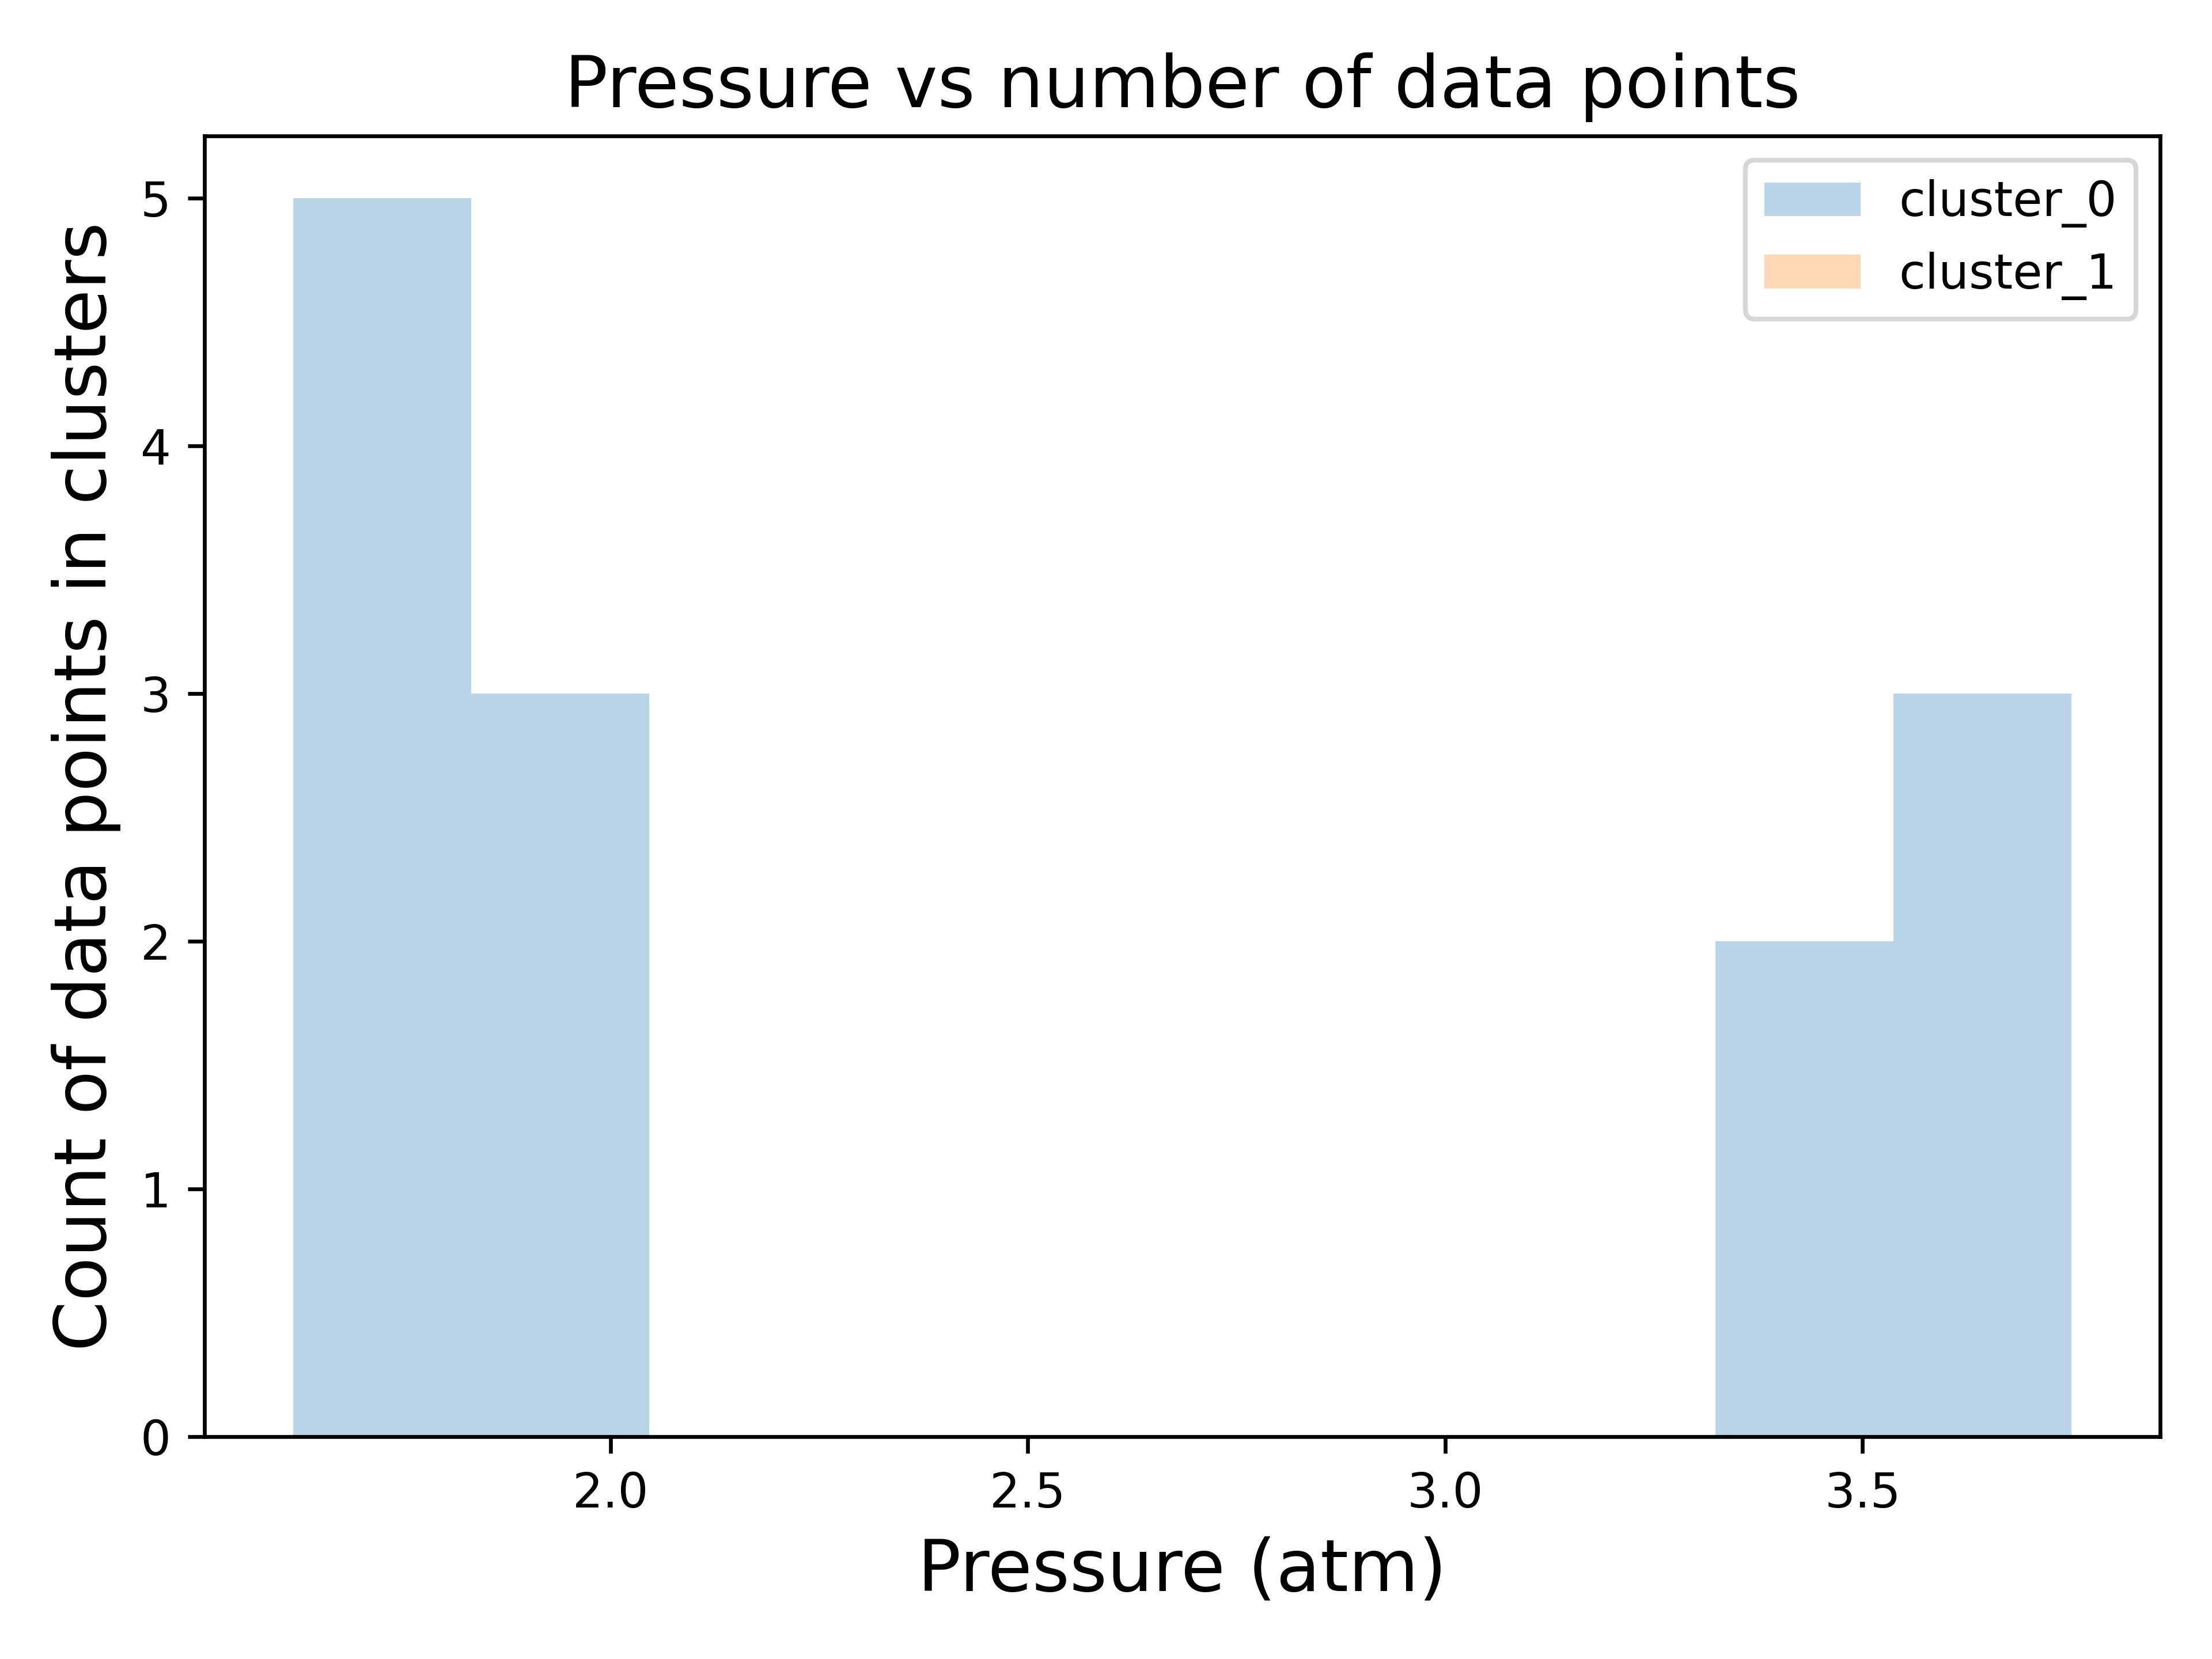 Pressure vs number of data points
cluster_0
cluster_1
Count of data points in clusters
5
4
3
2
1
0
2.0 2.5 3.0 3.5
Pressure (atm)